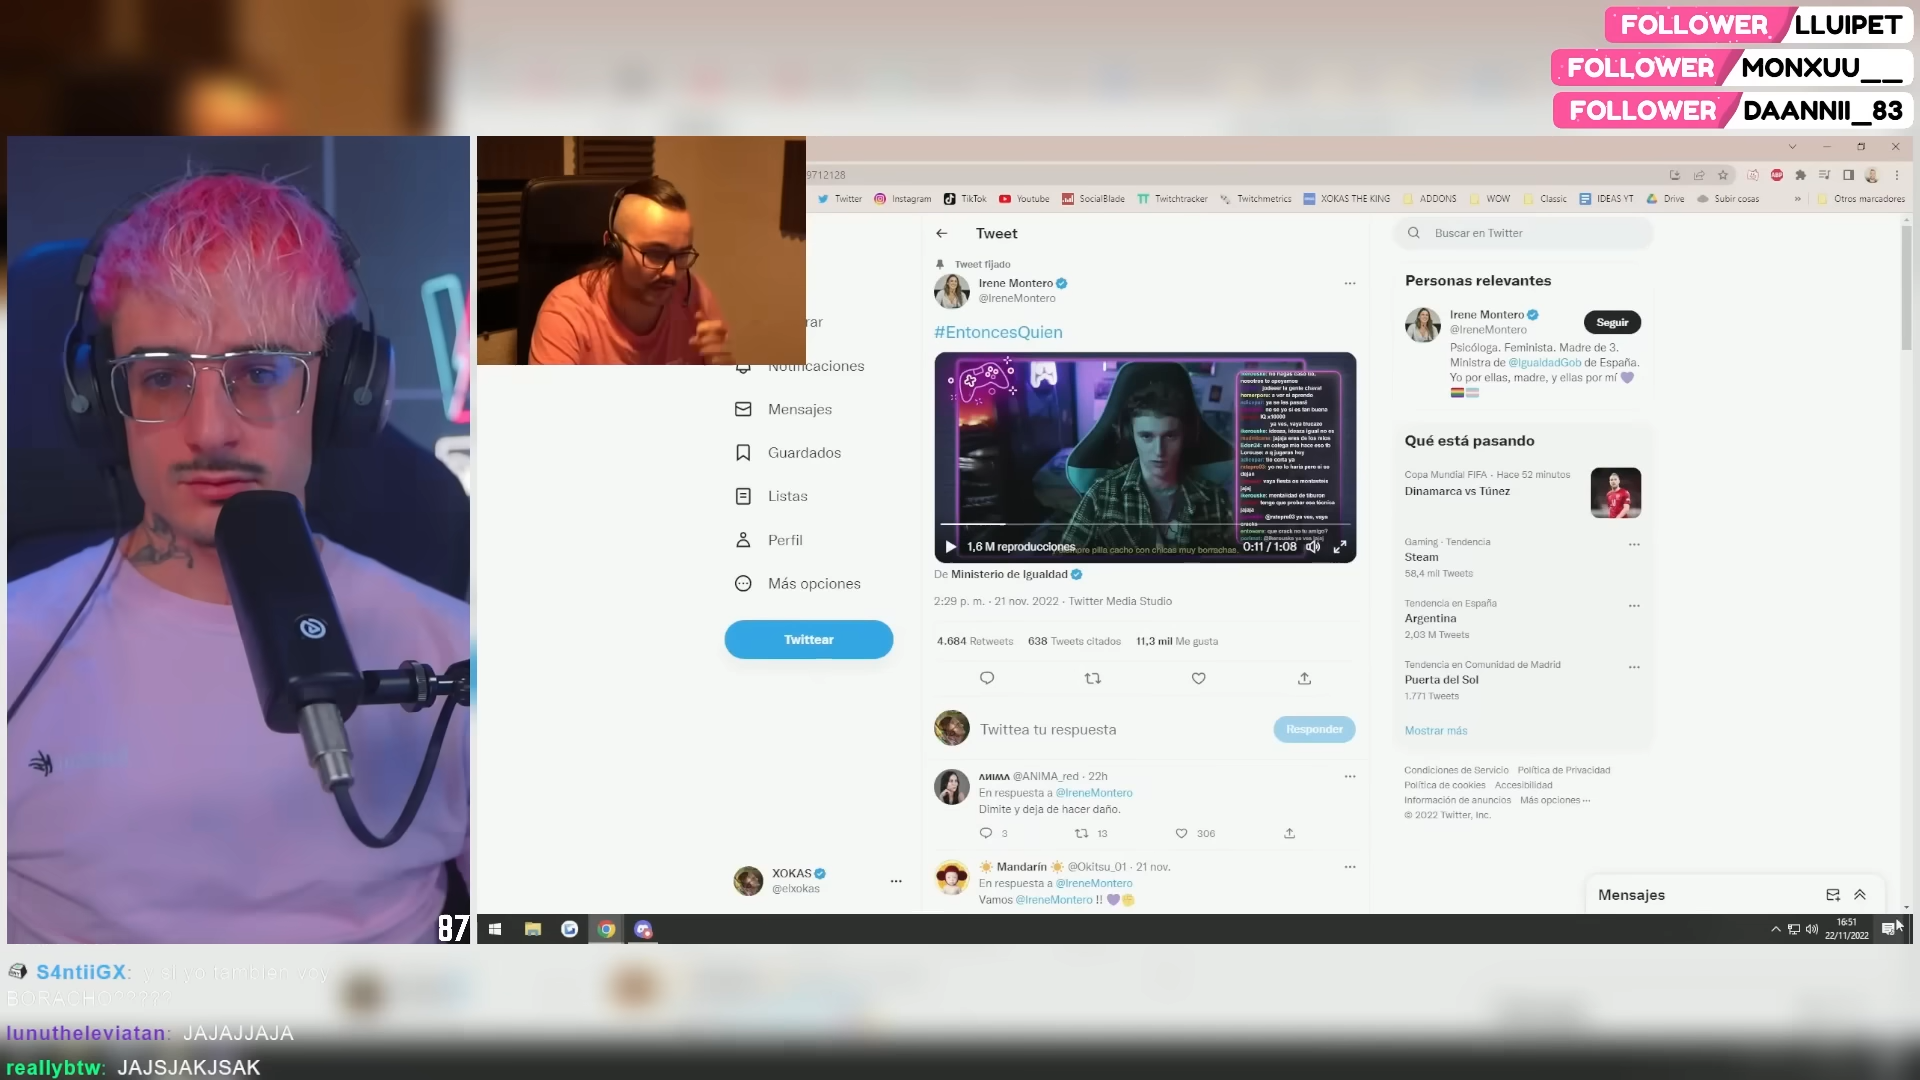 FOLLOWER LLUIPET
FOLLOWER MONXUU__
FOLLOWER DAANNII_83
9712128
Twitter Instagram TikTok Youtube SocialBlade Twitchtracker Twitchmetrics XOKAS THE KING ADDONS WOW Classic IDEAS YT Drive Subir cosas » Otros marcadores
Tweet
Buscar en Twitter
Tweet fijado
Irene Montero
@IreneMontero
#EntoncesQuien
rar
Notificaciones
Mensajes
Guardados
Listas
Perfil
Más opciones
Twittear
XOKAS
@elxokas
1,6 M reproducciones
0:11 / 1:08
De Ministerio de Igualdad
2:29 p. m. · 21 nov. 2022 · Twitter Media Studio
4.684 Retweets 638 Tweets citados 11,3 mil Me gusta
Twittea tu respuesta
Responder
ANIMA @ANIMA_red · 22h
En respuesta a @IreneMontero
Dimite y deja de hacer daño.
3 13 306
Mandarín @Okitsu_01 · 21 nov.
En respuesta a @IreneMontero
Vamos @IreneMontero !! 💜✊
Personas relevantes
Irene Montero
@IreneMontero
Seguir
Psicóloga. Feminista. Madre de 3.
Ministra de @IgualdadGob de España.
Yo por ellas, madre, y ellas por mí 💜
Qué está pasando
Copa Mundial FIFA · Hace 52 minutos
Dinamarca vs Túnez
Gaming · Tendencia
Steam
58,4 mil Tweets
Tendencia en España
Argentina
2,03 M Tweets
Tendencia en Comunidad de Madrid
Puerta del Sol
1.771 Tweets
Mostrar más
Condiciones de Servicio Política de Privacidad
Política de cookies Accesibilidad
Información de anuncios Más opciones ···
© 2022 Twitter, Inc.
Mensajes
16:51
22/11/2022
87
S4ntiiGX: y si yo tambien voy
BORACHO?????
lunutheleviatan: JAJAJJAJA
reallybtw: JAJSJAKJSAK